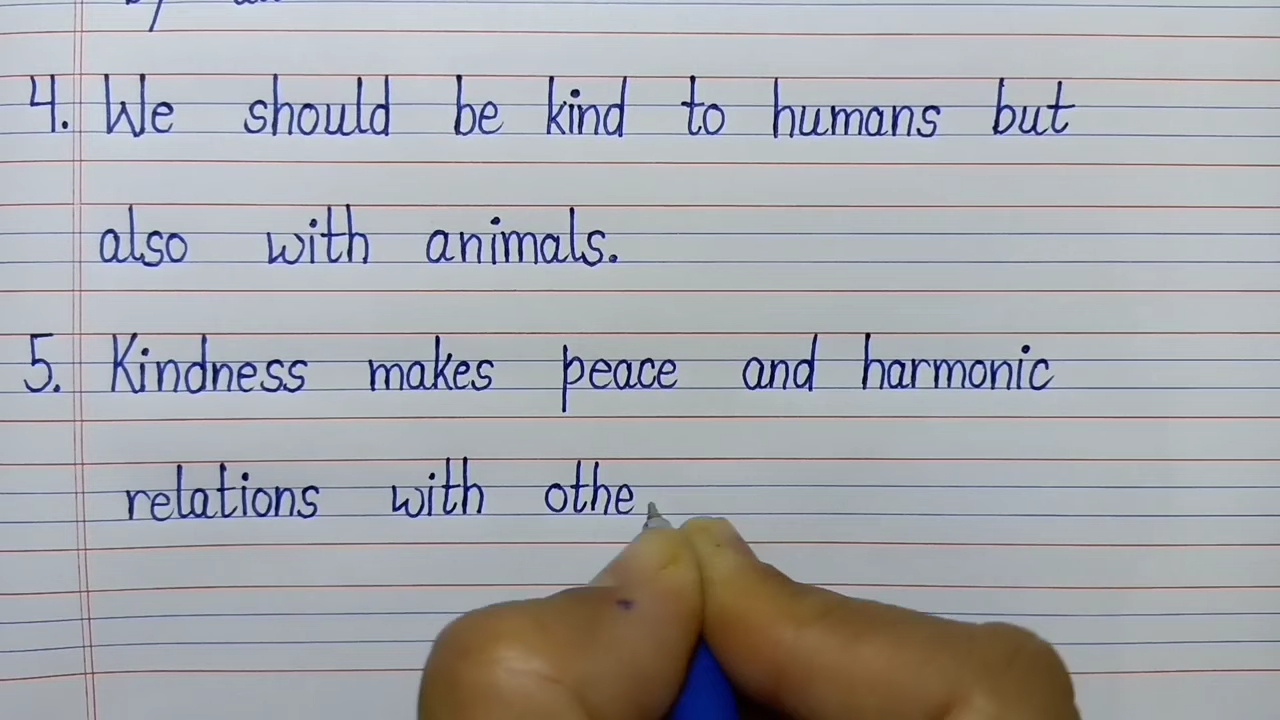 4. We should be kind to humans but
also with animals.
5. Kindness makes peace and harmonic
relations with othe